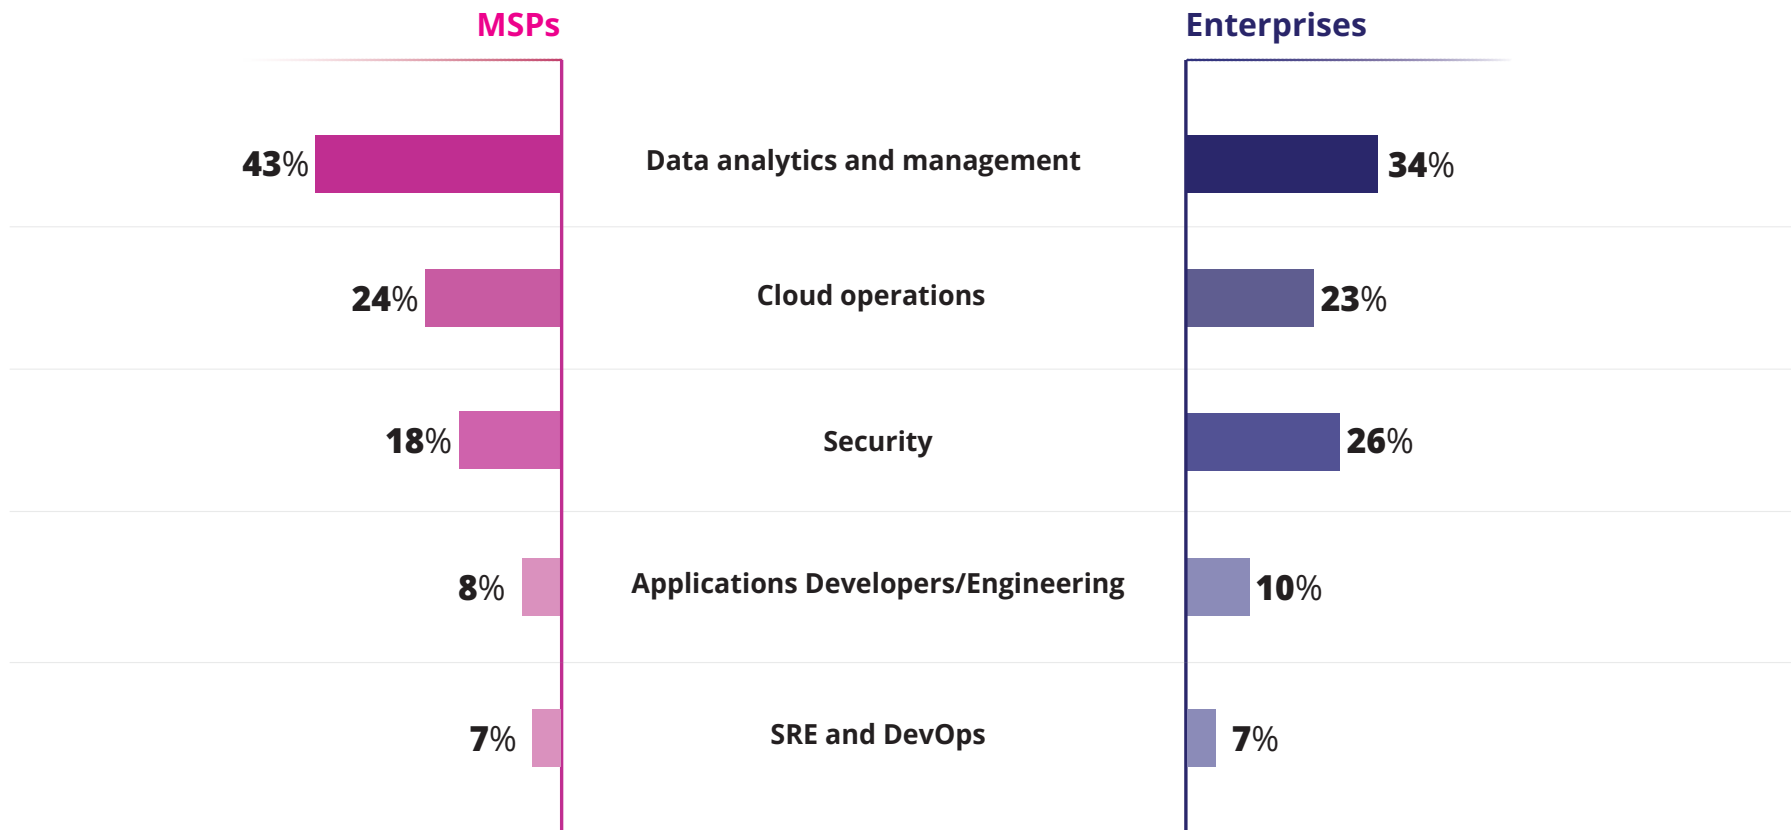 MSPs
Enterprises
43%
Data analytics and management
34%
24%
Cloud operations
23%
18%
Security
26%
8%
Applications Developers/Engineering
10%
7%
SRE and DevOps
7%